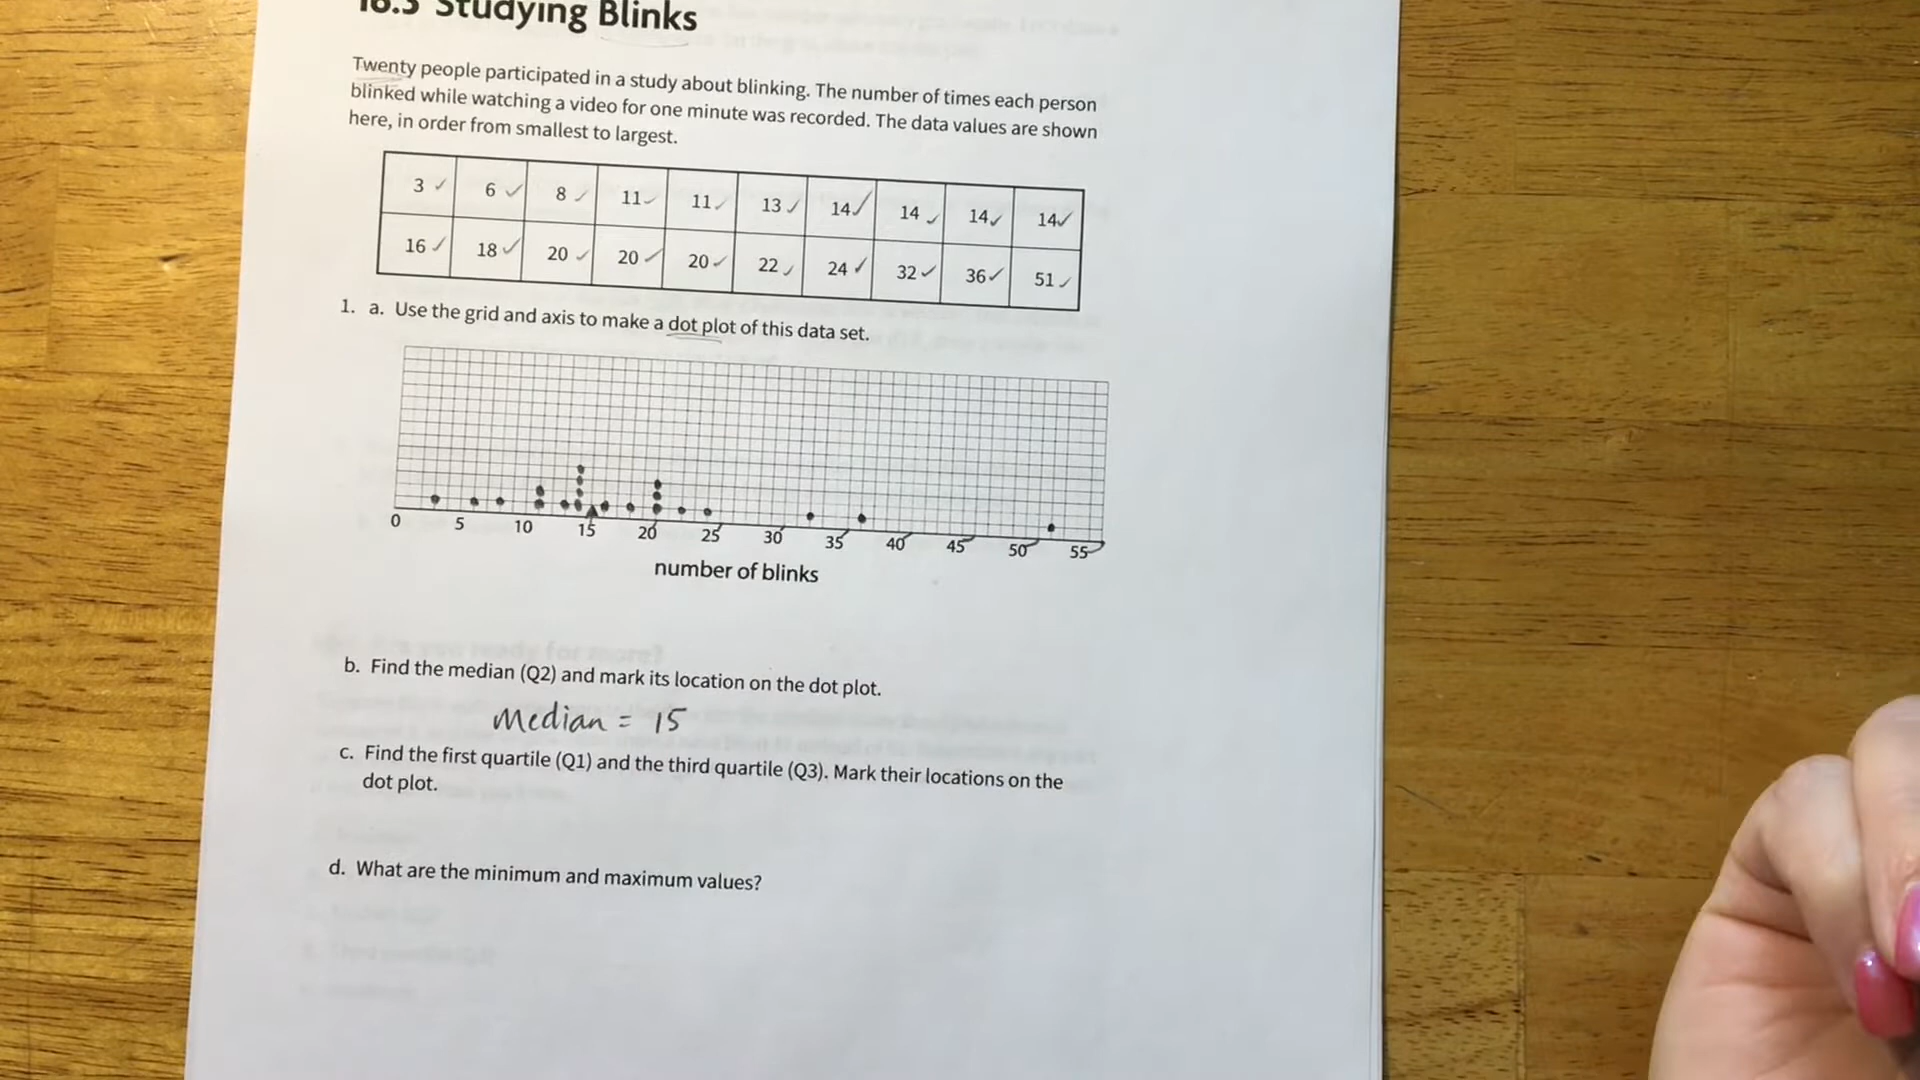 16.3 Studying Blinks
Twenty people participated in a study about blinking. The number of times each person
blinked while watching a video for one minute was recorded. The data values are shown
here, in order from smallest to largest.
3 6 8 11 11 13 14 14 14 14
16 18 20 20 20 22 24 32 36 51
1. a. Use the grid and axis to make a dot plot of this data set.
0 5 10 15 20 25 30 35 40 45 50 55
number of blinks
b. Find the median (Q2) and mark its location on the dot plot.
Median = 15
c. Find the first quartile (Q1) and the third quartile (Q3). Mark their locations on the
dot plot.
d. What are the minimum and maximum values?